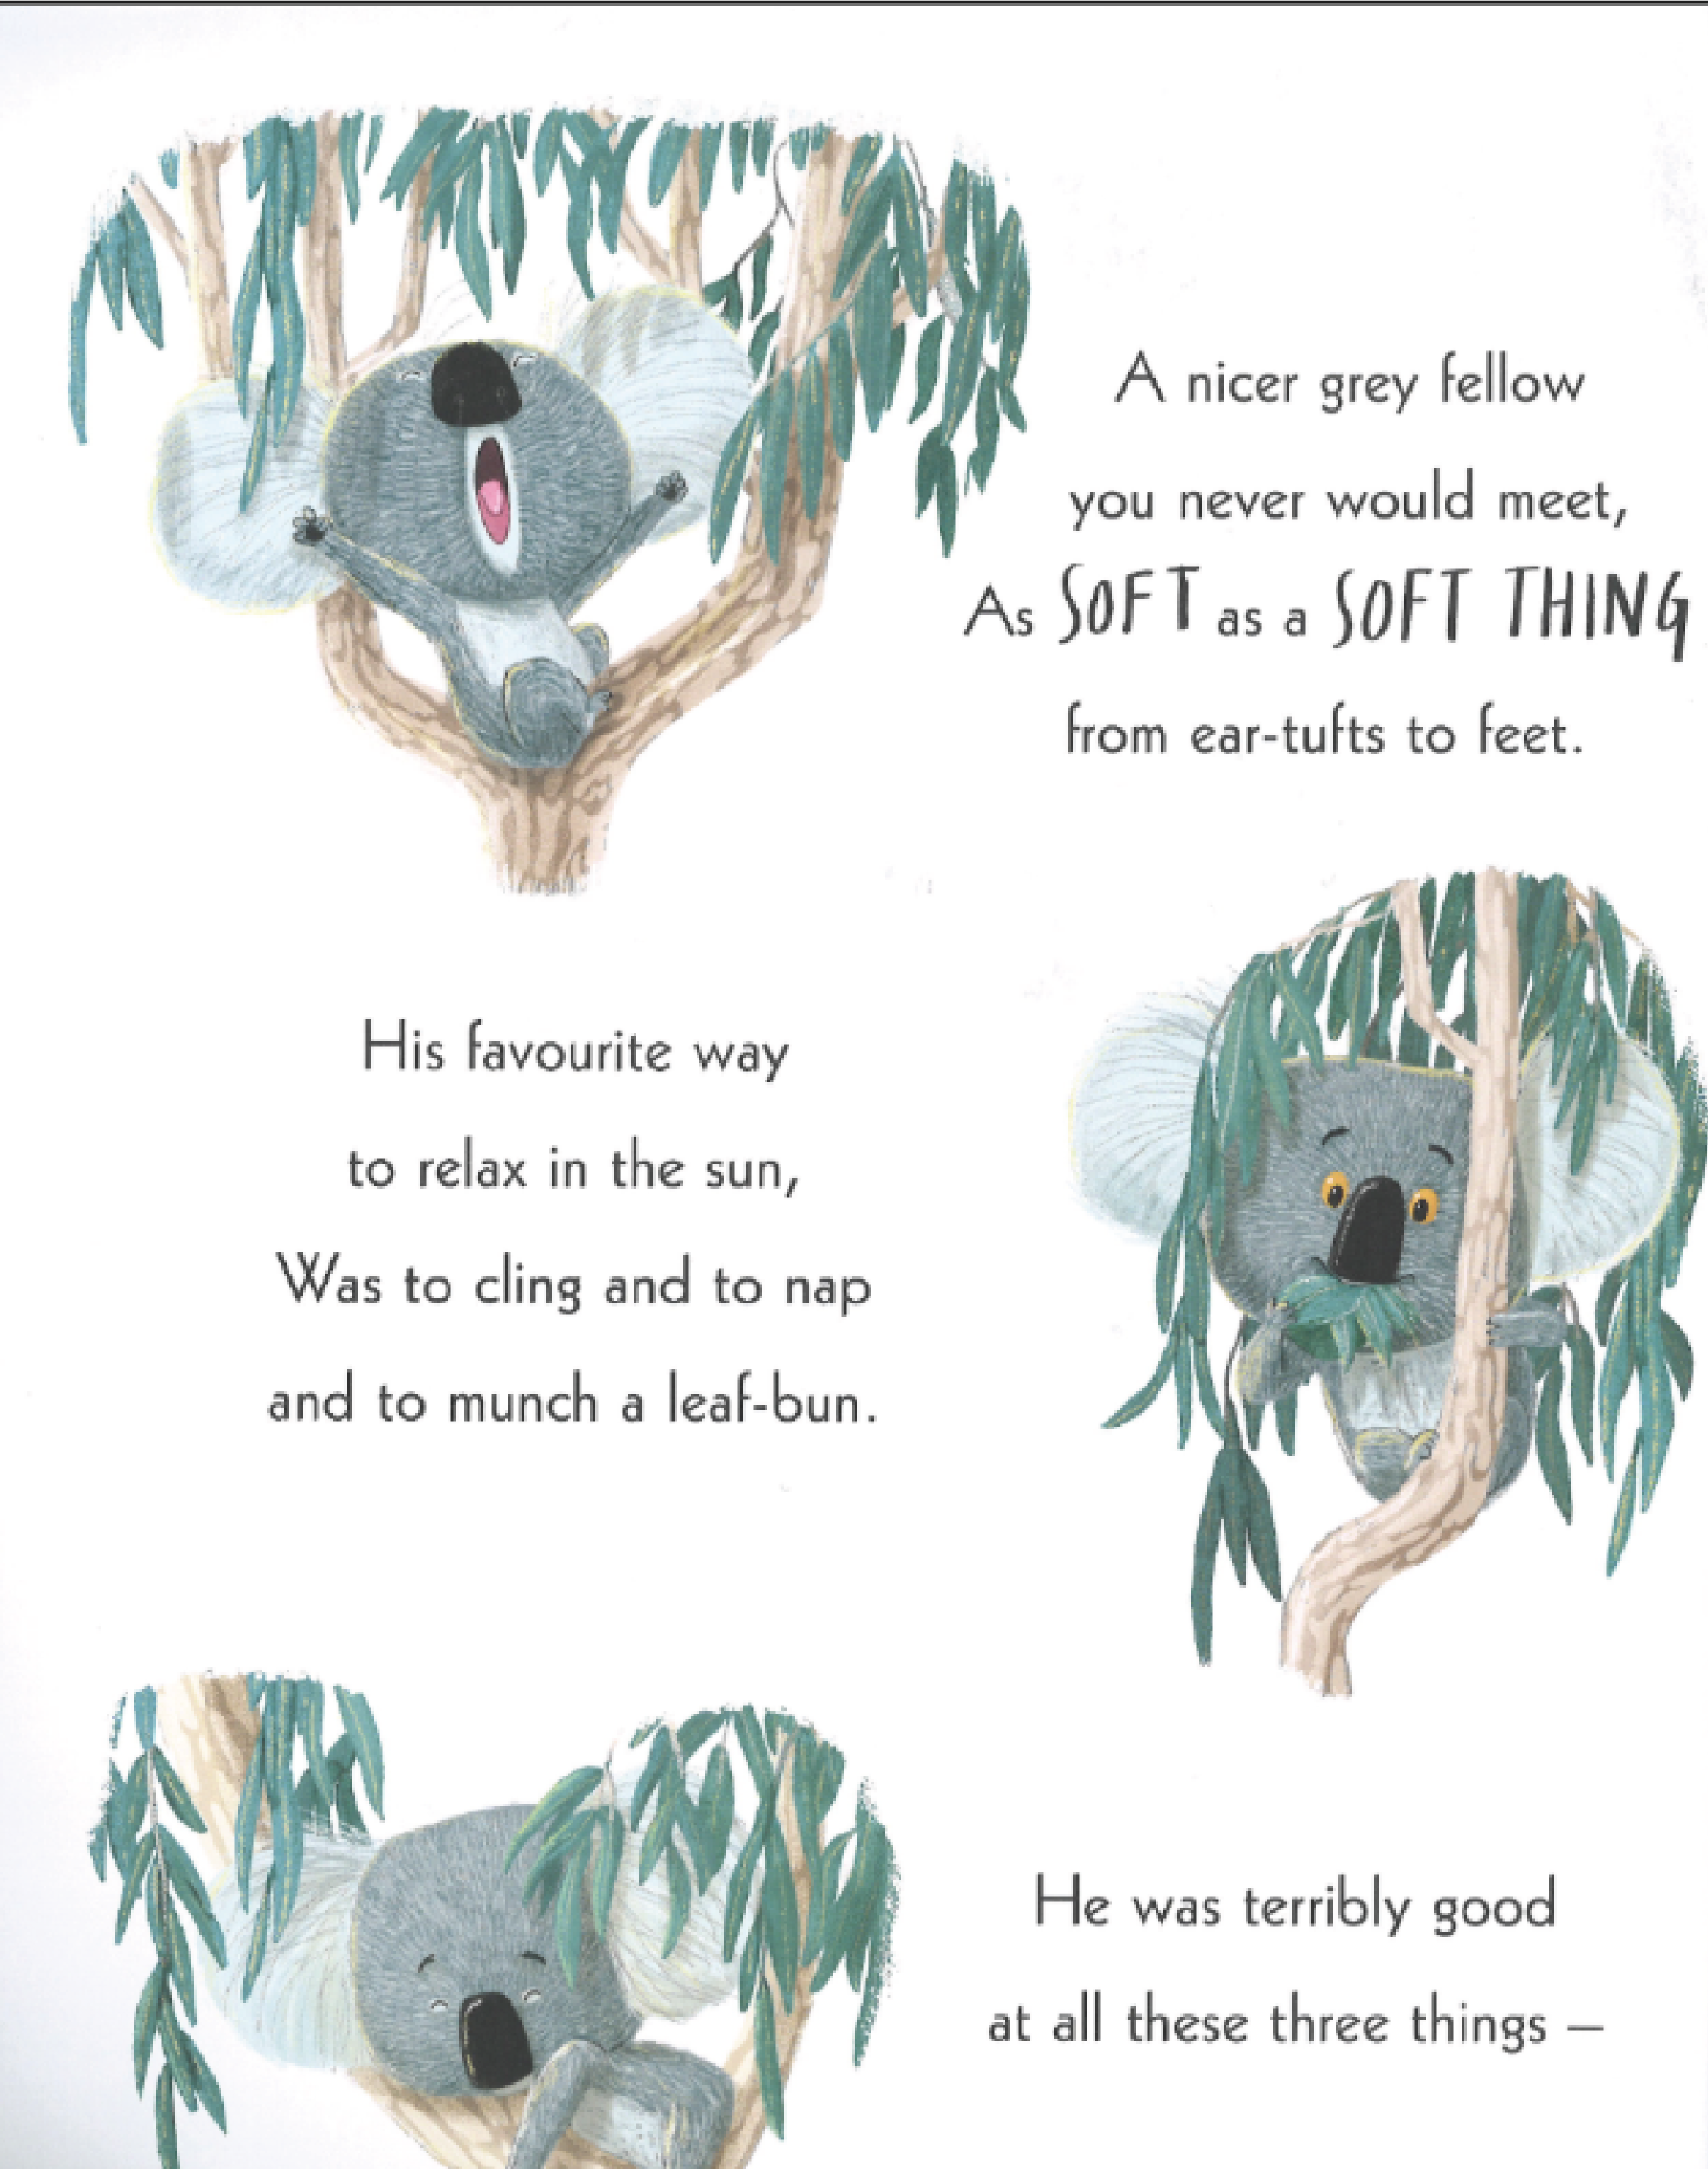 A nicer grey fellow
you never would meet,
As SOFT as a SOFT THING
from ear-tufts to feet.
His favourite way
to relax in the sun,
Was to cling and to nap
and to munch a leaf-bun.
He was terribly good
at all these three things –